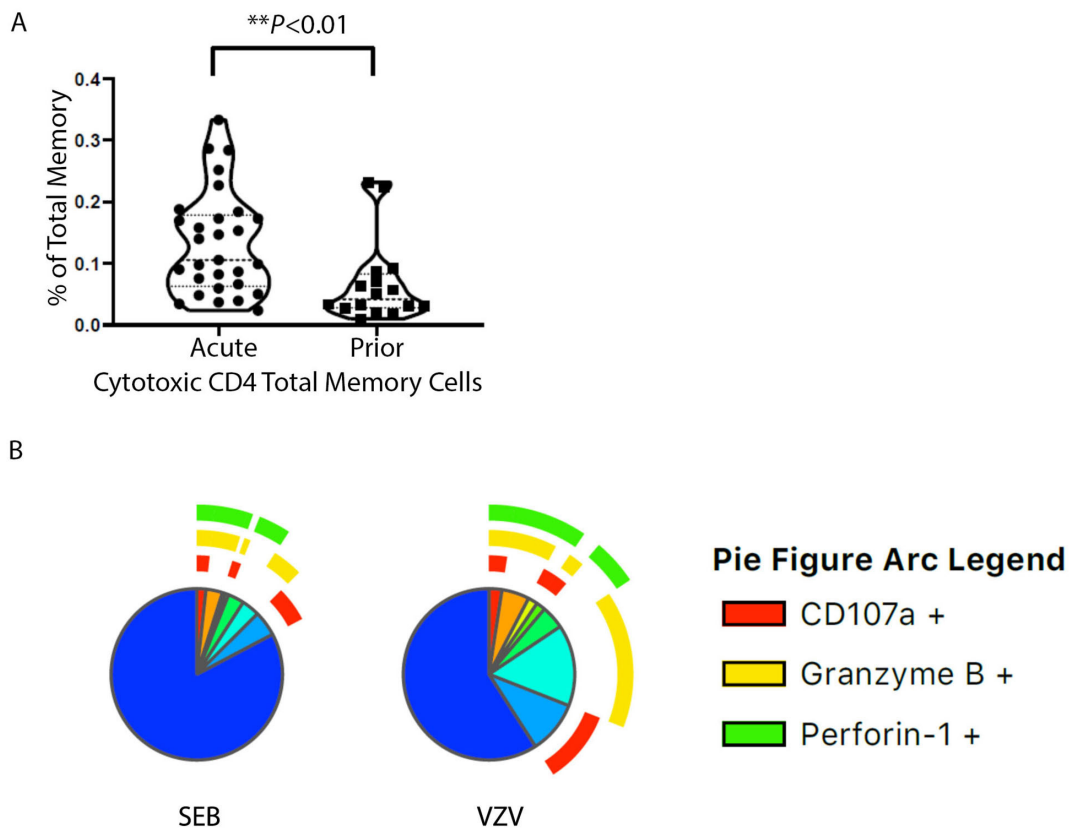 A
**P<0.01
% of Total Memory
0.4
0.3
0.2
0.1
0.0
Acute
Prior
Cytotoxic CD4 Total Memory Cells
B
SEB
VZV
Pie Figure Arc Legend
CD107a +
Granzyme B +
Perforin-1 +